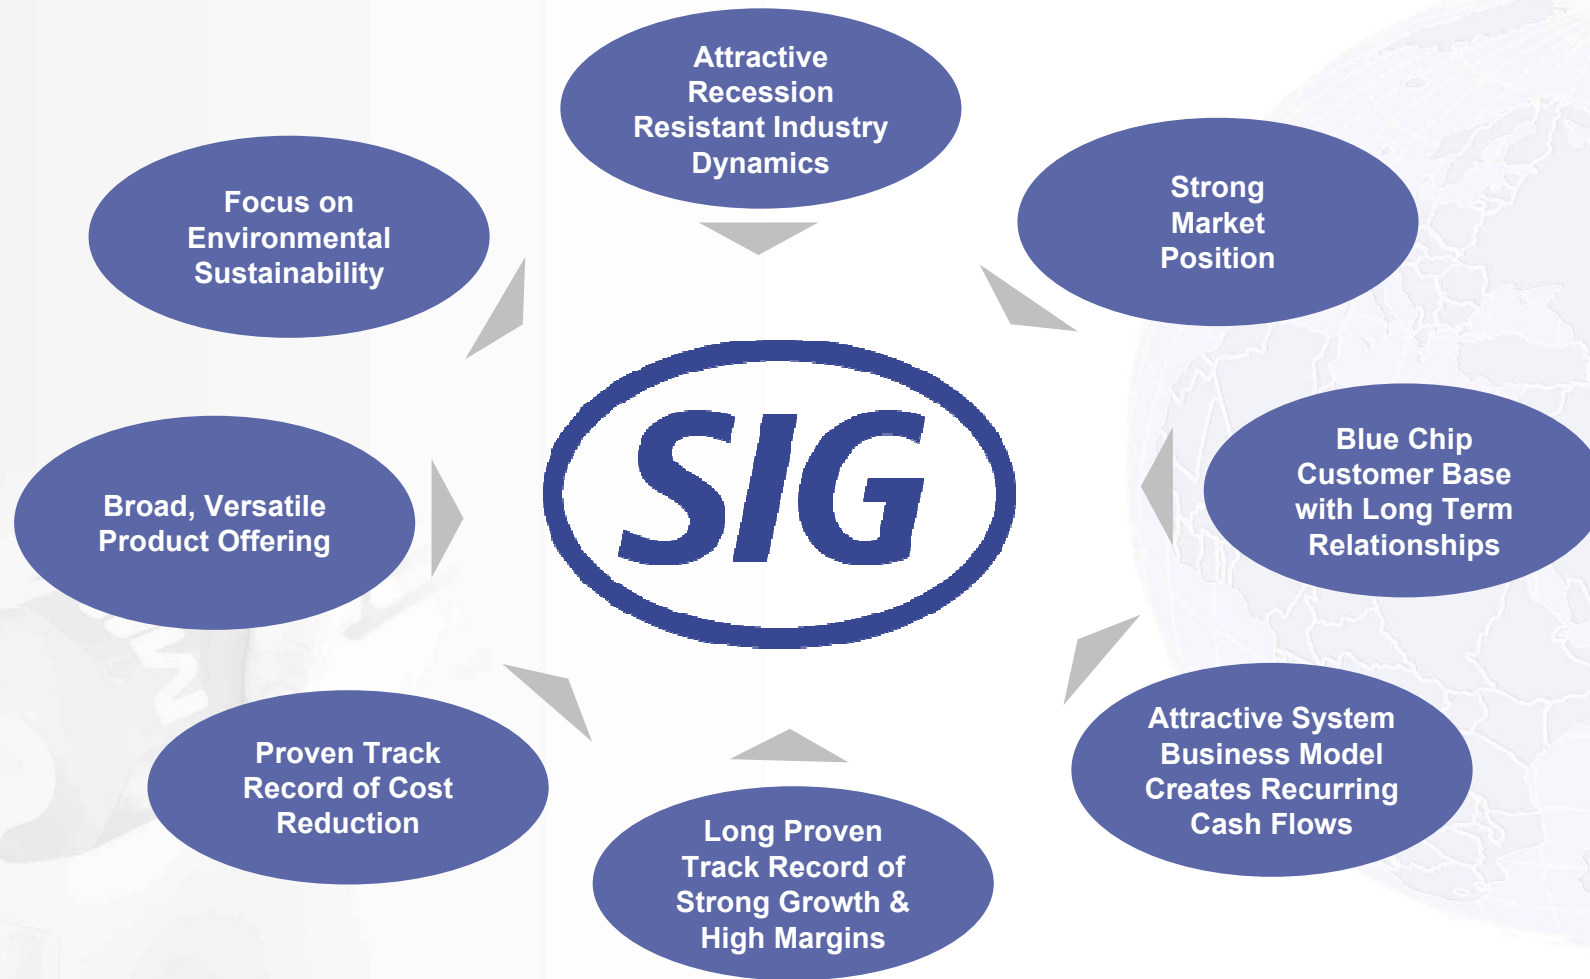 Attractive
Recession
Resistant Industry
Dynamics
Strong
Market
Position
Blue Chip
Customer Base
with Long Term
Relationships
Attractive System
Business Model
Creates Recurring
Cash Flows
Long Proven
Track Record of
Strong Growth &
High Margins
Proven Track
Record of Cost
Reduction
Broad, Versatile
Product Offering
Focus on
Environmental
Sustainability
SIG